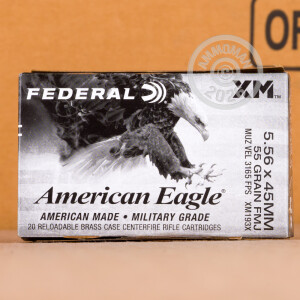 OF
FEDERAL
XM
5.56 x 45MM
55 GRAIN FMJ
MUZ VEL 3165 FPS XM193X
American Eagle®
AMERICAN MADE • MILITARY GRADE
20 RELOADABLE BRASS CASE CENTERFIRE RIFLE CARTRIDGES